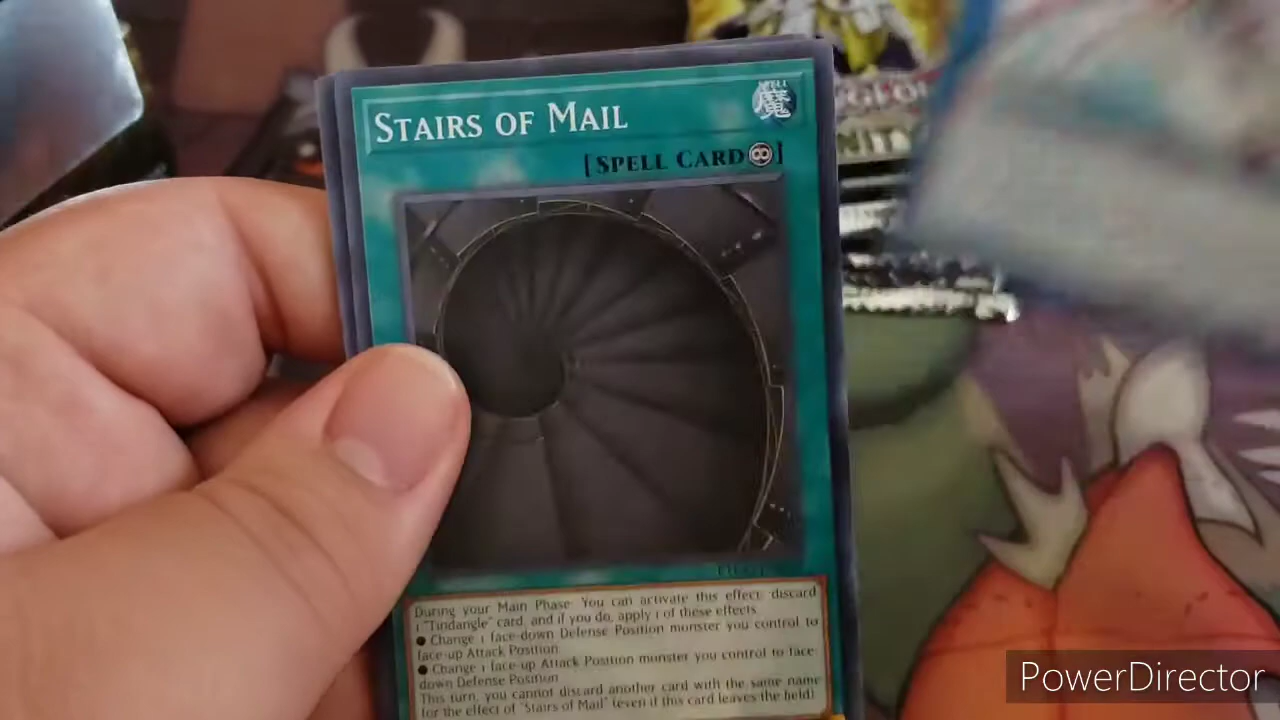 STAIRS OF MAIL
SPELL
魔
[SPELL CARD]
During your Main Phase: You can activate this effect; discard
1 "Tindangle" card, and if you do, apply 1 of these effects.
● Change 1 face-down Defense Position monster you control to
face-up Attack Position.
● Change 1 face-up Attack Position monster you control to face-
down Defense Position.
This turn, you cannot discard another card with the same name
for the effect of "Stairs of Mail" (even if this card leaves the field).
PowerDirector